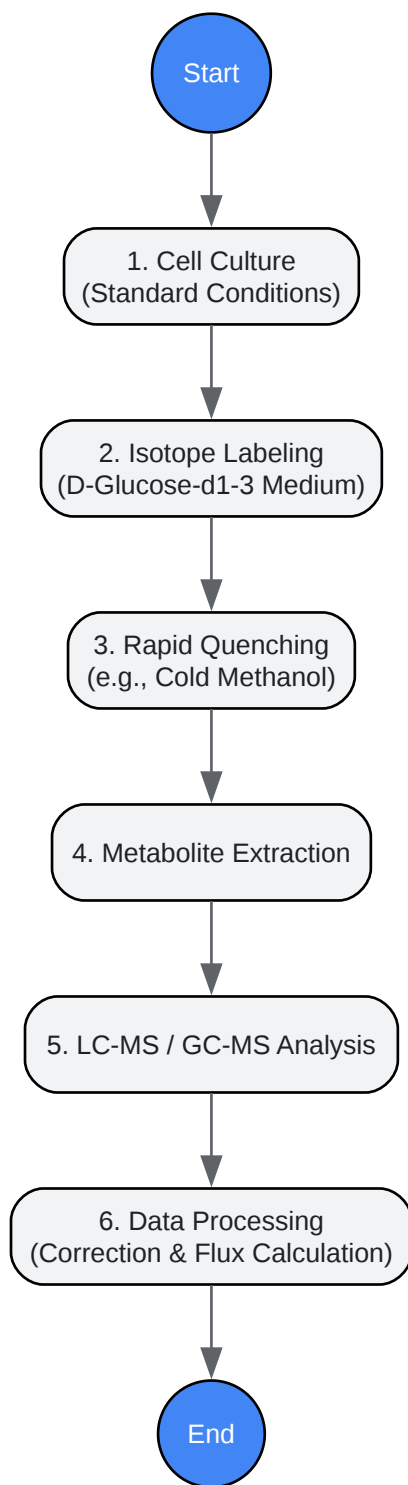 Start
1. Cell Culture
(Standard Conditions)
2. Isotope Labeling
(D-Glucose-d1-3 Medium)
3. Rapid Quenching
(e.g., Cold Methanol)
4. Metabolite Extraction
5. LC-MS / GC-MS Analysis
6. Data Processing
(Correction & Flux Calculation)
End